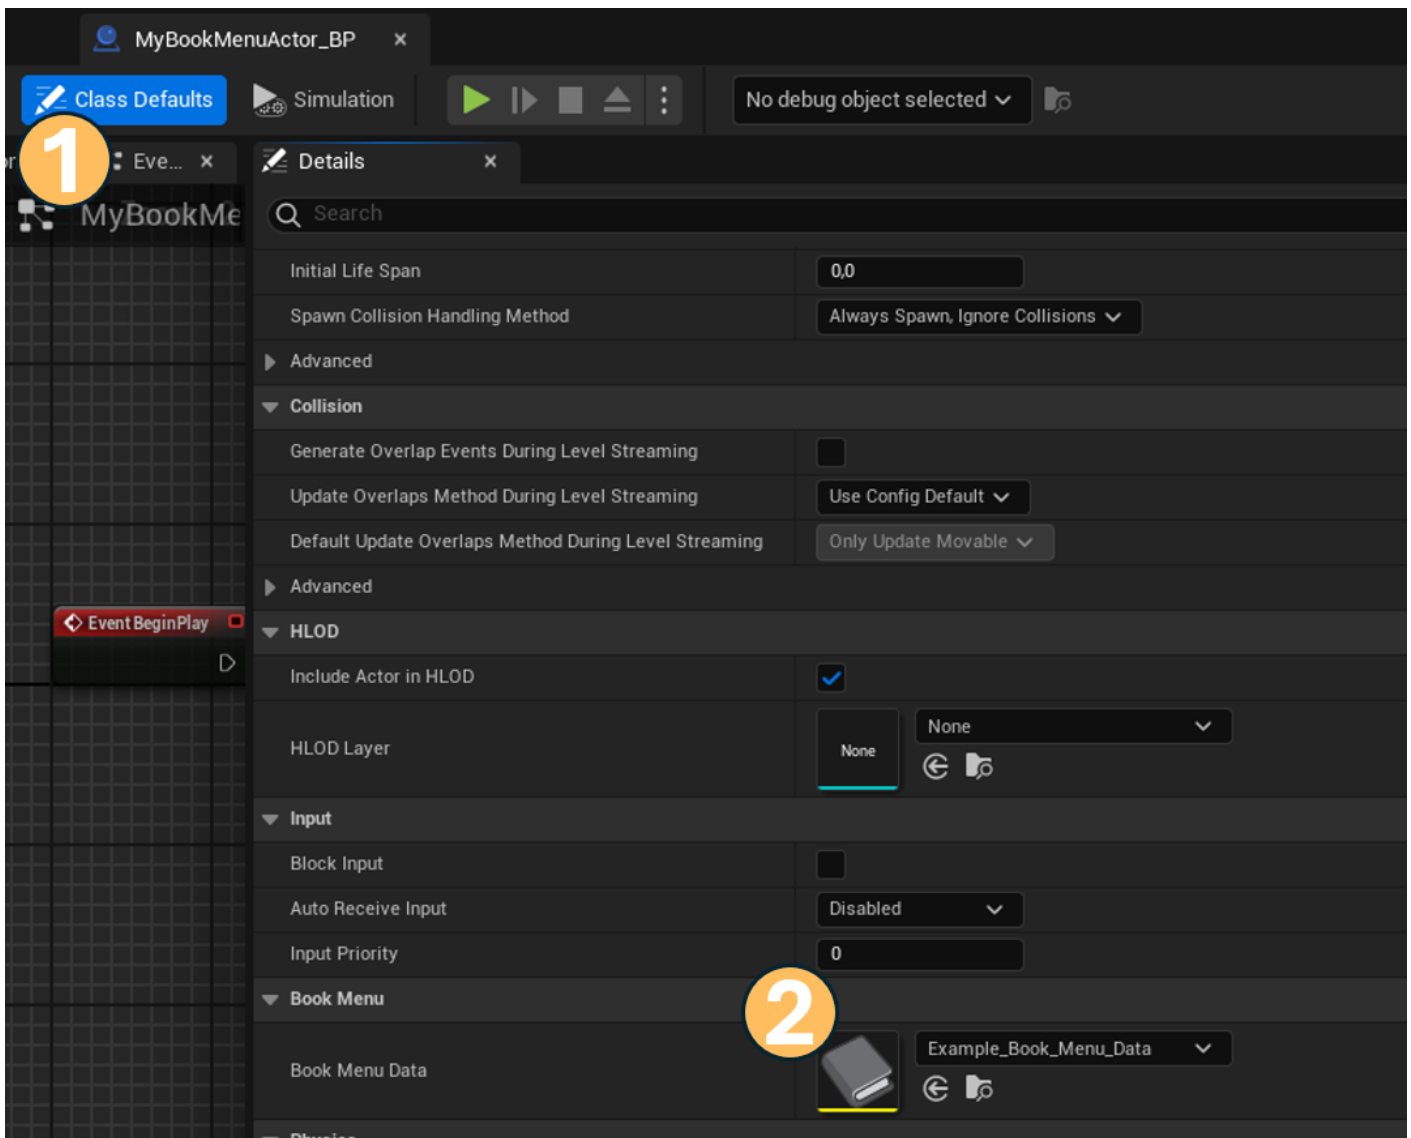 MyBookMenuActor_BP
Class Defaults
Simulation
No debug object selected
1
Eve...
Details
MyBookMe
Search
Initial Life Span
0,0
Spawn Collision Handling Method
Always Spawn, Ignore Collisions
Advanced
Collision
Generate Overlap Events During Level Streaming
Update Overlaps Method During Level Streaming
Use Config Default
Default Update Overlaps Method During Level Streaming
Only Update Movable
Advanced
Event BeginPlay
HLOD
Include Actor in HLOD
HLOD Layer
None
None
Input
Block Input
Auto Receive Input
Disabled
Input Priority
0
2
Book Menu
Book Menu Data
Example_Book_Menu_Data